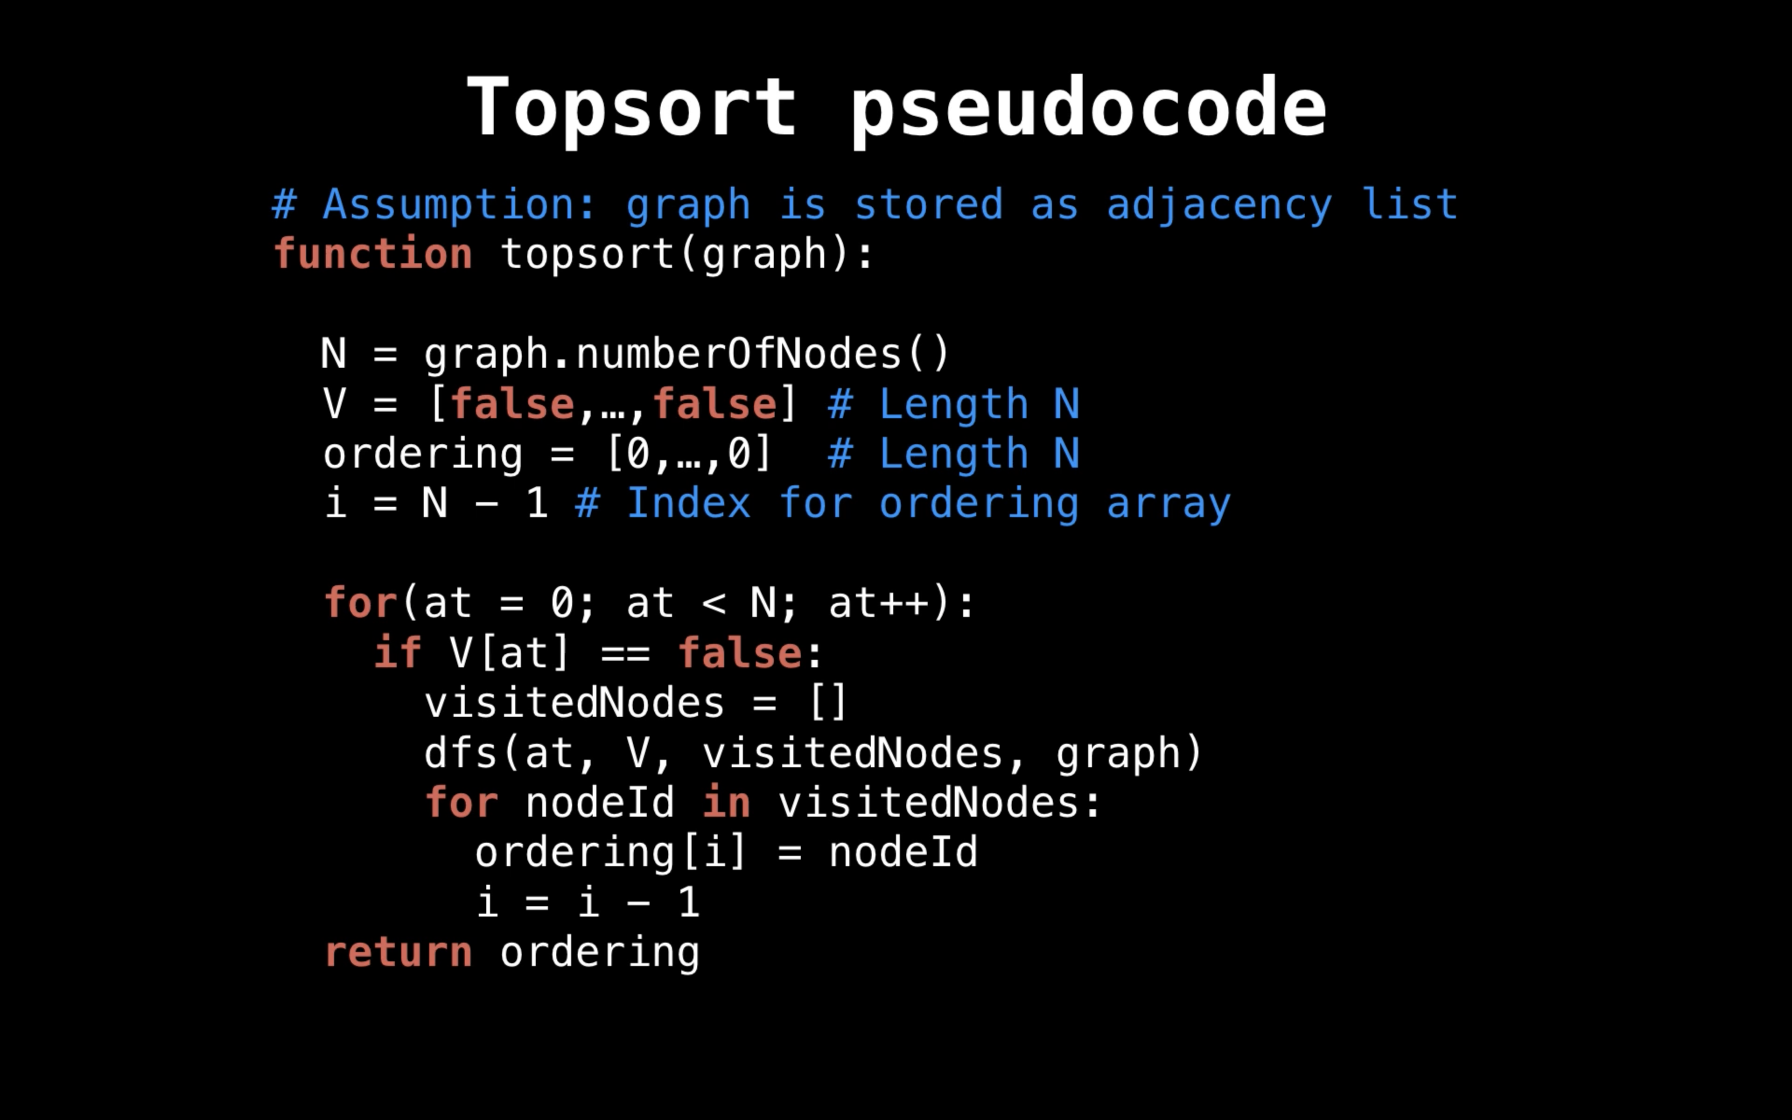 Topsort pseudocode
# Assumption: graph is stored as adjacency list
function topsort(graph):
N = graph.numberOfNodes()
V = [false,…,false] # Length N
ordering = [0,…,0]  # Length N
i = N − 1 # Index for ordering array
for(at = 0; at < N; at++):
if V[at] == false:
visitedNodes = []
dfs(at, V, visitedNodes, graph)
for nodeId in visitedNodes:
ordering[i] = nodeId
i = i − 1
return ordering